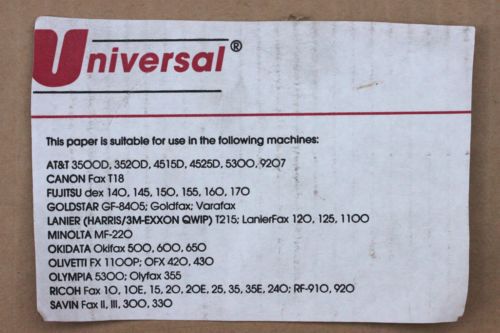 Universal®
This paper is suitable for use in the following machines:
AT&T 3500D, 3520D, 4515D, 4525D, 5300, 9207
CANON Fax T18
FUJITSU dex 140, 145, 150, 155, 160, 170
GOLDSTAR GF-8405; Goldfax; Varafax
LANIER (HARRIS/3M-EXXON QWIP) T215; LanierFax 120, 125, 1100
MINOLTA MF-220
OKIDATA Okifax 500, 600, 650
OLIVETTI FX 1100P; OFX 420, 430
OLYMPIA 5300; Olyfax 355
RICOH Fax 10, 10E, 15, 20, 20E, 25, 35, 35E, 240; RF-910, 920
SAVIN Fax II, III, 300, 330